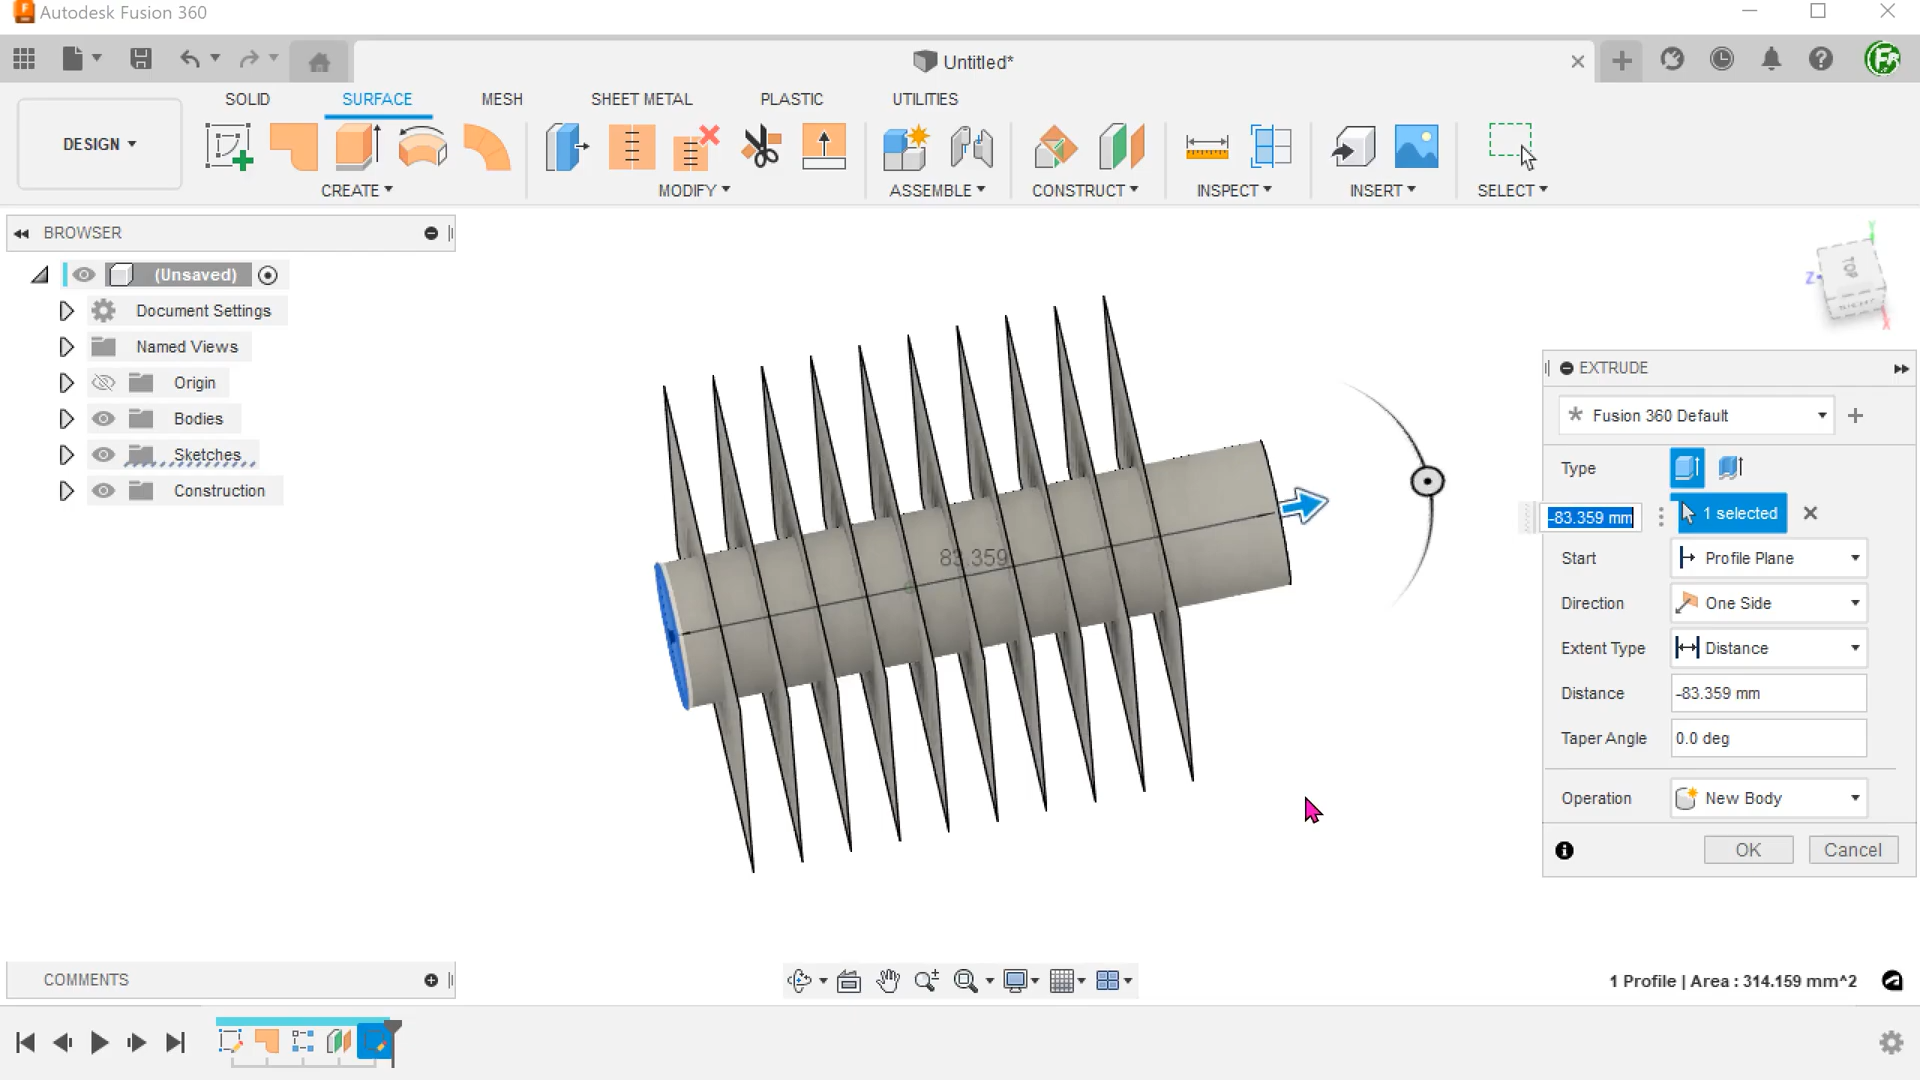 Autodesk Fusion 360
Untitled*
SOLID
SURFACE
MESH
SHEET METAL
PLASTIC
UTILITIES
DESIGN
CREATE
MODIFY
ASSEMBLE
CONSTRUCT
INSPECT
INSERT
SELECT
BROWSER
(Unsaved)
Document Settings
Named Views
Origin
Bodies
Sketches
Construction
83.359
TOP
Z
Y
X
EXTRUDE
Fusion 360 Default
Type
-83.359 mm
1 selected
Start
Profile Plane
Direction
One Side
Extent Type
Distance
Distance
-83.359 mm
Taper Angle
0.0 deg
Operation
New Body
OK
Cancel
COMMENTS
1 Profile | Area : 314.159 mm^2